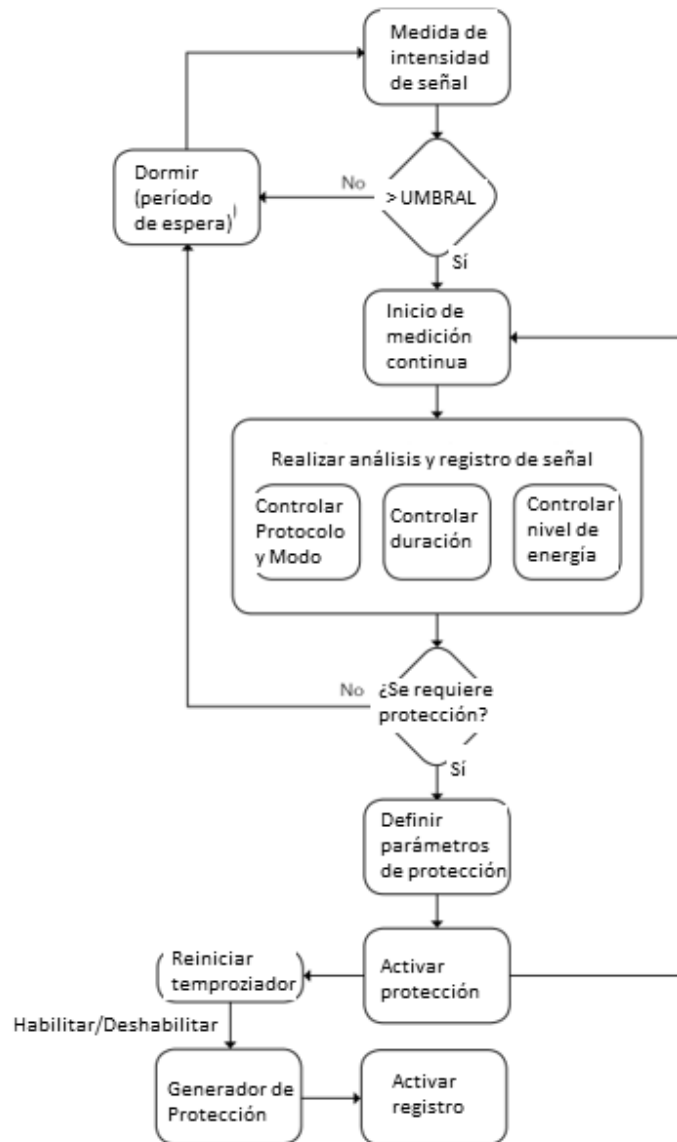 Medida de
intensidad
de señal
Dormir
(período
de espera)
No
> UMBRAL
Sí
Inicio de
medición
continua
Realizar análisis y registro de señal
Controlar
Protocolo
y Modo
Controlar
duración
Controlar
nivel de
energía
No
¿Se requiere
protección?
Sí
Definir
parámetros
de protección
Reiniciar
temproziador
Activar
protección
Habilitar/Deshabilitar
Generador de
Protección
Activar
registro